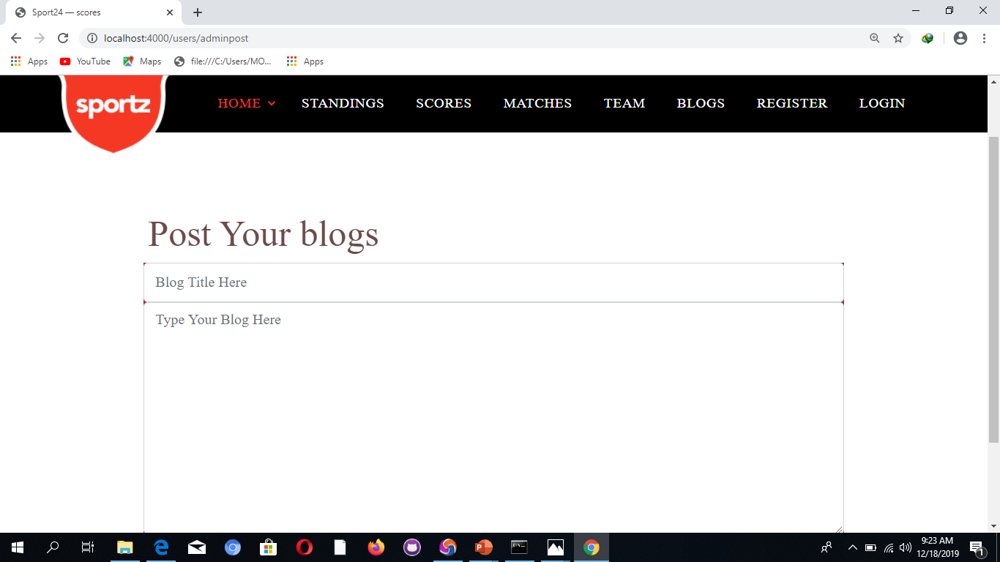 Sport24 — scores
localhost:4000/users/adminpost
Apps YouTube Maps file:///C:/Users/MO... Apps
sportz HOME STANDINGS SCORES MATCHES TEAM BLOGS REGISTER LOGIN
Post Your blogs
Blog Title Here
Type Your Blog Here
9:23 AM
12/18/2019
1